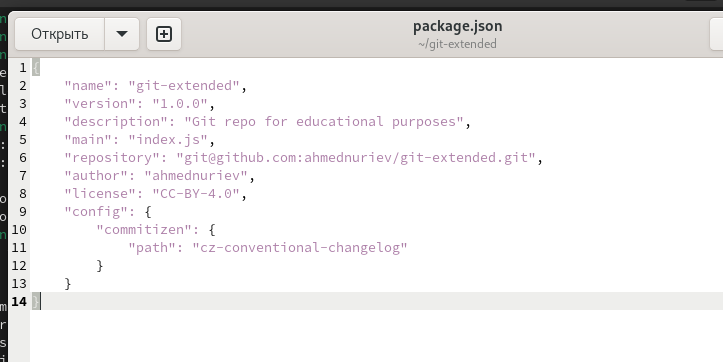 Открыть
package.json
~/git-extended
1 {
2 "name": "git-extended",
3 "version": "1.0.0",
4 "description": "Git repo for educational purposes",
5 "main": "index.js",
6 "repository": "git@github.com:ahmednuriev/git-extended.git",
7 "author": "ahmednuriev",
8 "license": "CC-BY-4.0",
9 "config": {
10 "commitizen": {
11 "path": "cz-conventional-changelog"
12 }
13 }
14 }